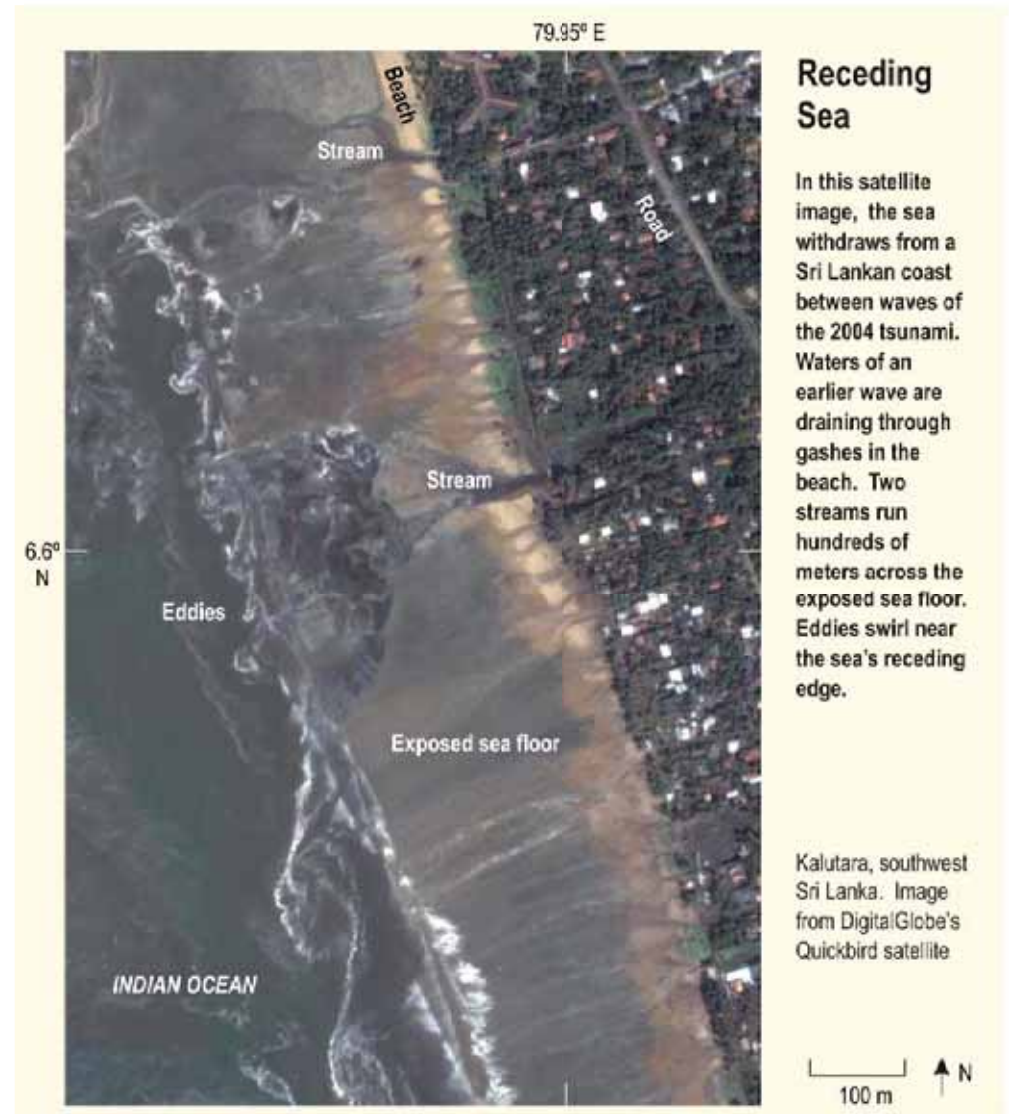 79.95º E
Receding
Sea
Beach
Stream
In this satellite
image, the sea
withdraws from a
Sri Lankan coast
between waves of
the 2004 tsunami.
Waters of an
earlier wave are
draining through
gashes in the
beach. Two
streams run
hundreds of
meters across the
exposed sea floor.
Eddies swirl near
the sea's receding
edge.
Road
Stream
6.6º
N
Eddies
Exposed sea floor
Kalutara, southwest
Sri Lanka. Image
from DigitalGlobe's
Quickbird satellite
INDIAN OCEAN
100 m
N